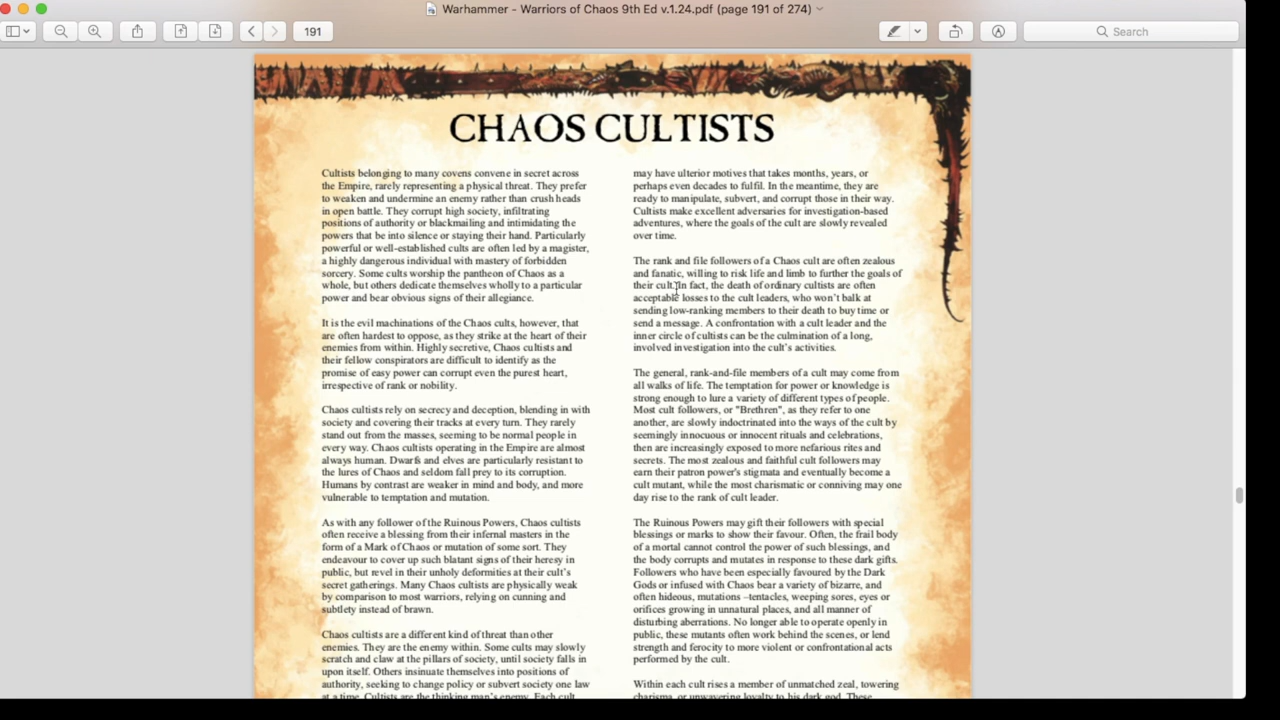 Warhammer - Warriors of Chaos 9th Ed v.1.24.pdf (page 191 of 274)
191
Search
CHAOS CULTISTS
Cultists belonging to many covens convene in secret across
the Empire, rarely representing a physical threat. They prefer
to weaken and undermine an enemy rather than crush heads
in open battle. They corrupt high society, infiltrating
positions of authority or blackmailing and intimidating the
powers that be into silence or staying their hand. Particularly
powerful or well-established cults are often led by a magister,
a highly dangerous individual with mastery of forbidden
sorcery. Some cults worship the pantheon of Chaos as a
whole, but others dedicate themselves wholly to a particular
power and bear obvious signs of their allegiance.
It is the evil machinations of the Chaos cults, however, that
are often hardest to oppose, as they strike at the heart of their
enemies from within. Highly secretive, Chaos cultists and
their fellow conspirators are difficult to identify as the
promise of easy power can corrupt even the purest heart,
irrespective of rank or nobility.
Chaos cultists rely on secrecy and deception, blending in with
society and covering their tracks at every turn. They rarely
stand out from the masses, seeming to be normal people in
every way. Chaos cultists operating in the Empire are almost
always human. Dwarfs and elves are particularly resistant to
the lures of Chaos and seldom fall prey to its corruption.
Humans by contrast are weaker in mind and body, and more
vulnerable to temptation and mutation.
As with any follower of the Ruinous Powers, Chaos cultists
often receive a blessing from their infernal masters in the
form of a Mark of Chaos or mutation of some sort. They
endeavour to cover up such blatant signs of their heresy in
public, but revel in their unholy deformities at their cult's
secret gatherings. Many Chaos cultists are physically weak
by comparison to most warriors, relying on cunning and
subtlety instead of brawn.
Chaos cultists are a different kind of threat than other
enemies. They are the enemy within. Some cults may slowly
scratch and claw at the pillars of society, until society falls in
upon itself. Others insinuate themselves into positions of
authority, seeking to change policy or subvert society one law
at a time. Cultists are the thinking man's enemy. Each cult
may have ulterior motives that takes months, years, or
perhaps even decades to fulfil. In the meantime, they are
ready to manipulate, subvert, and corrupt those in their way.
Cultists make excellent adversaries for investigation-based
adventures, where the goals of the cult are slowly revealed
over time.
The rank and file followers of a Chaos cult are often zealous
and fanatic, willing to risk life and limb to further the goals of
their cult. In fact, the death of ordinary cultists are often
acceptable losses to the cult leaders, who won't balk at
sending low-ranking members to their death to buy time or
send a message. A confrontation with a cult leader and the
inner circle of cultists can be the culmination of a long,
involved investigation into the cult's activities.
The general, rank-and-file members of a cult may come from
all walks of life. The temptation for power or knowledge is
strong enough to lure a variety of different types of people.
Most cult followers, or "Brethren", as they refer to one
another, are slowly indoctrinated into the ways of the cult by
seemingly innocuous or innocent rituals and celebrations,
then are increasingly exposed to more nefarious rites and
secrets. The most zealous and faithful cult followers may
earn their patron power's stigmata and eventually become a
cult mutant, while the most charismatic or conniving may one
day rise to the rank of cult leader.
The Ruinous Powers may gift their followers with special
blessings or marks to show their favour. Often, the frail body
of a mortal cannot control the power of such blessings, and
the body corrupts and mutates in response to these dark gifts.
Followers who have been especially favoured by the Dark
Gods or infused with Chaos bear a variety of bizarre, and
often hideous, mutations –tentacles, weeping sores, eyes or
orifices growing in unnatural places, and all manner of
disturbing aberrations. No longer able to operate openly in
public, these mutants often work behind the scenes, or lend
strength and ferocity to more violent or confrontational acts
performed by the cult.
Within each cult rises a member of unmatched zeal, towering
charisma, or unwavering loyalty to his dark god. These